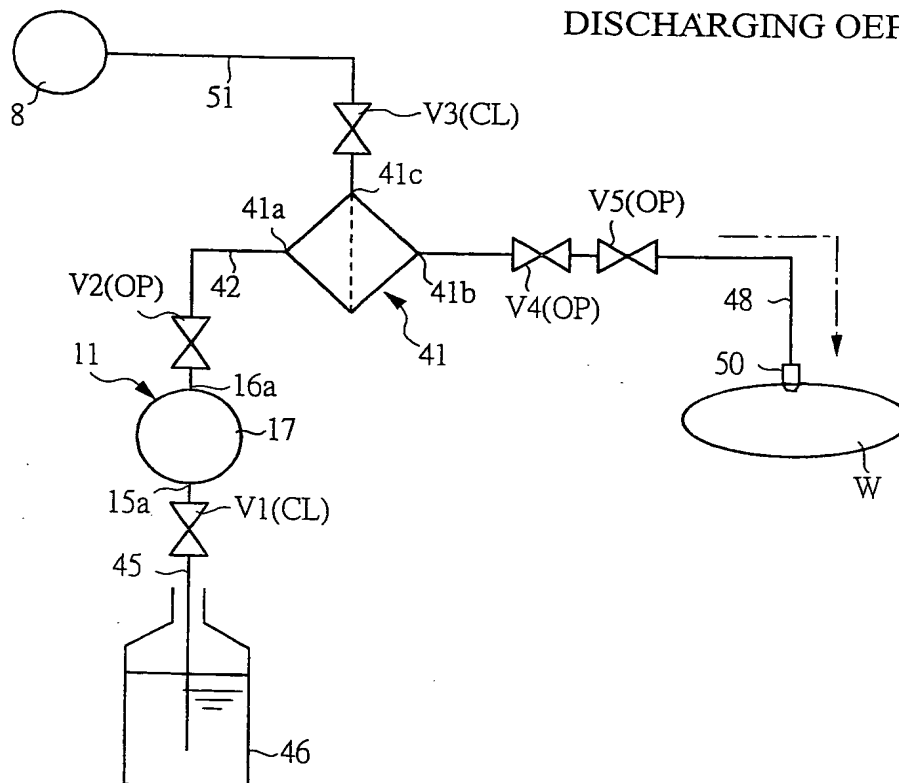 DISCHARGING OEF
8
51
V3(CL)
41c
41a
V5(OP)
42
41b
V4(OP)
V2(OP)
48
41
11
50
16a
17
W
15a
V1(CL)
45
46